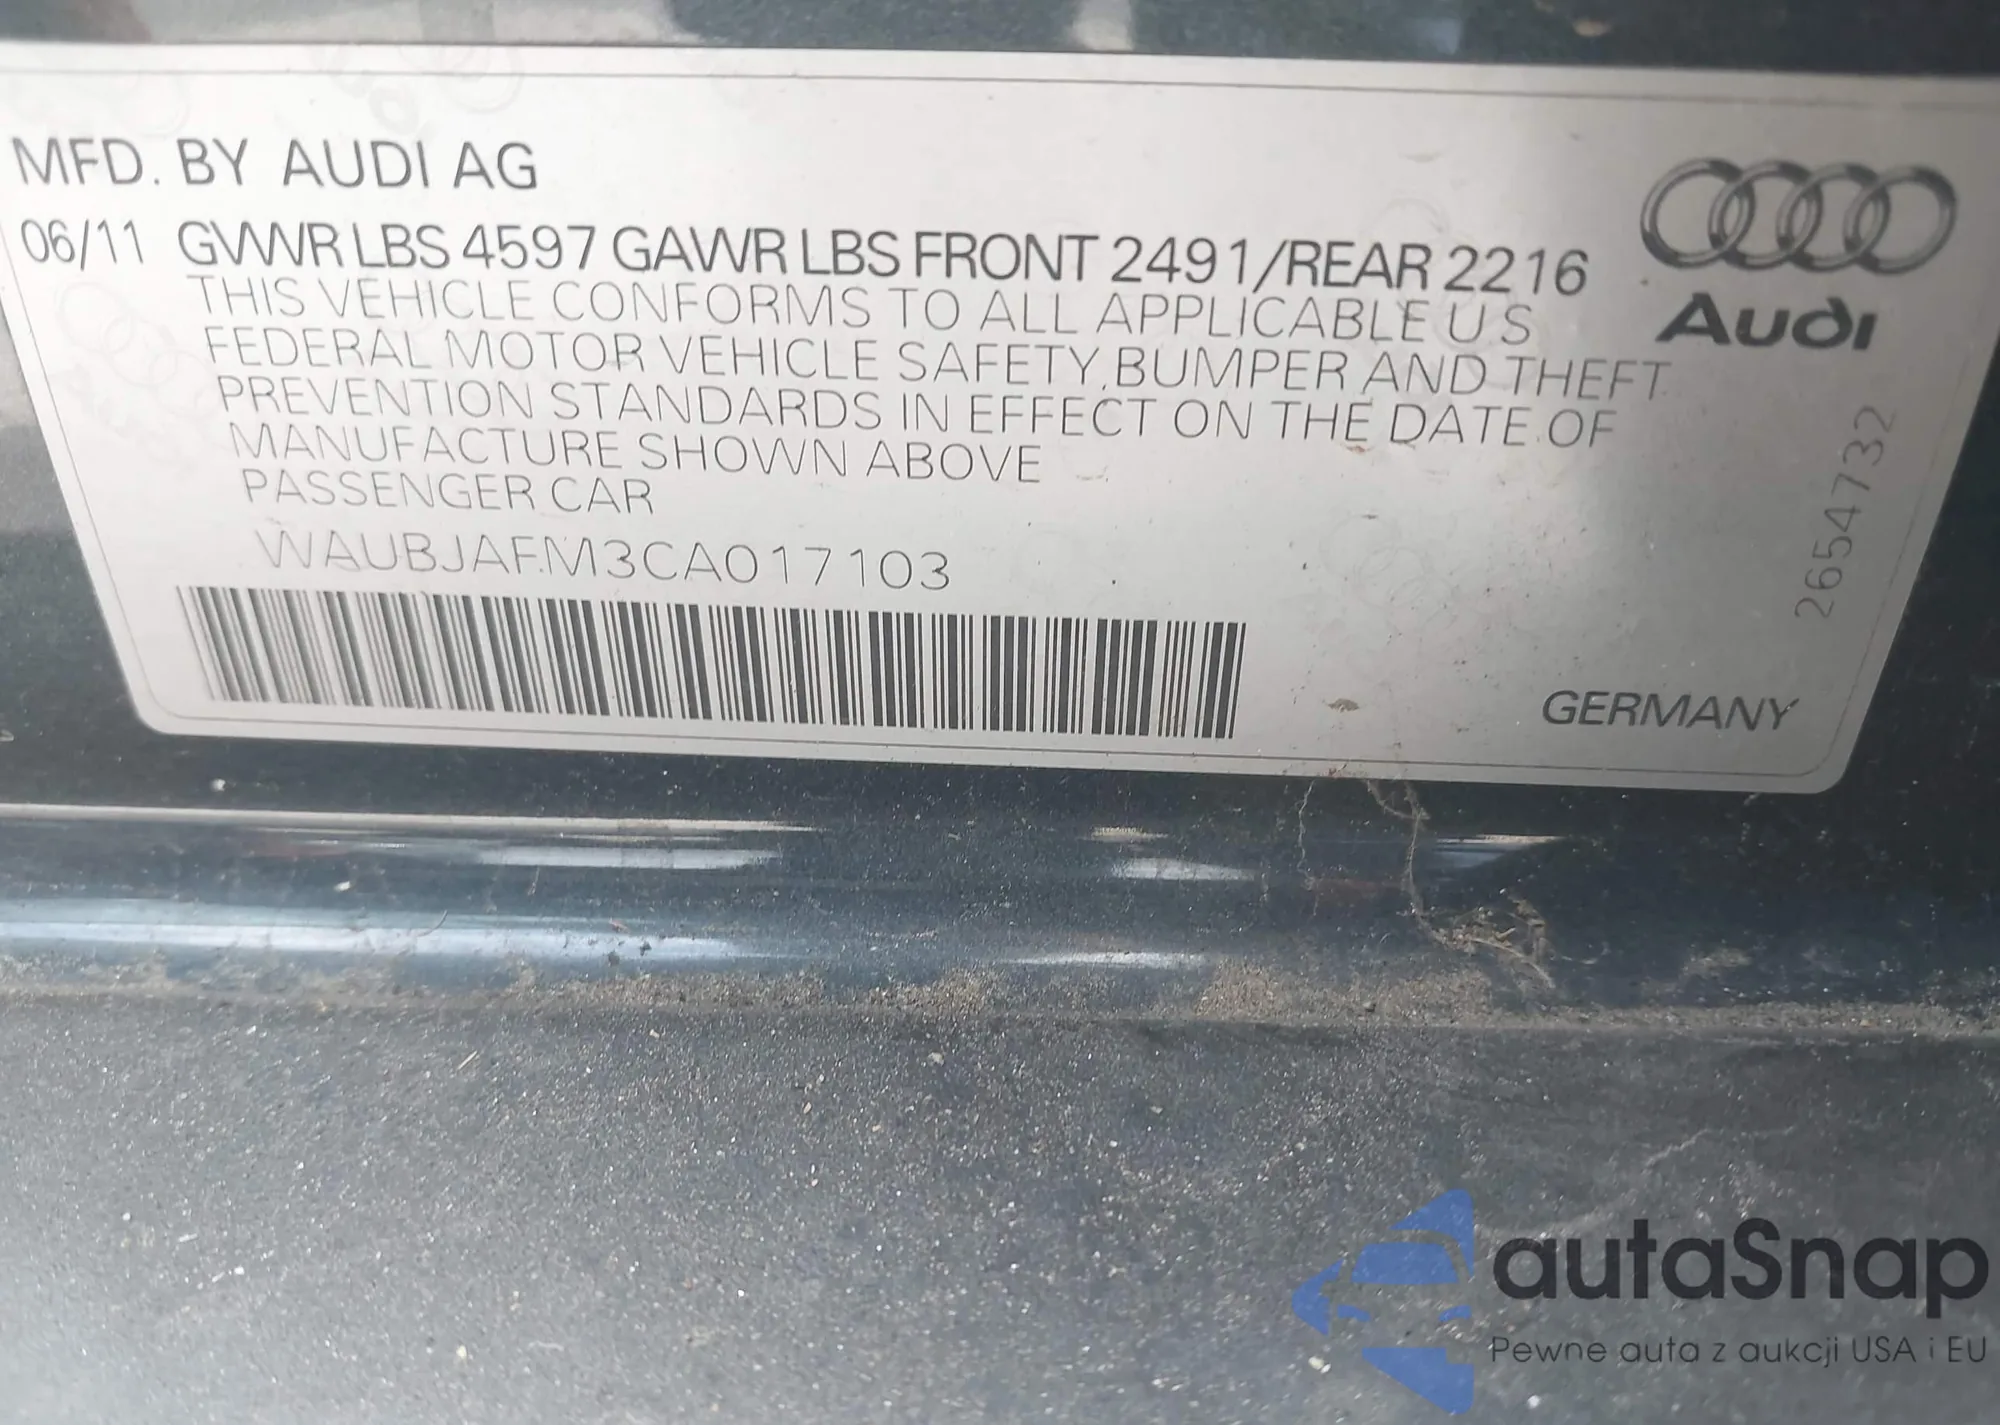 MFD. BY AUDI AG
06/11 GVWR LBS 4597 GAWR LBS FRONT 2491/REAR 2216
THIS VEHICLE CONFORMS TO ALL APPLICABLE U.S
FEDERAL MOTOR VEHICLE SAFETY, BUMPER AND THEFT
PREVENTION STANDARDS IN EFFECT ON THE DATE OF
MANUFACTURE SHOWN ABOVE
PASSENGER CAR
WAUBJAFM3CA017103
Audi
2654732
GERMANY
autaSnap
Pewne auta z aukcji USA i EU